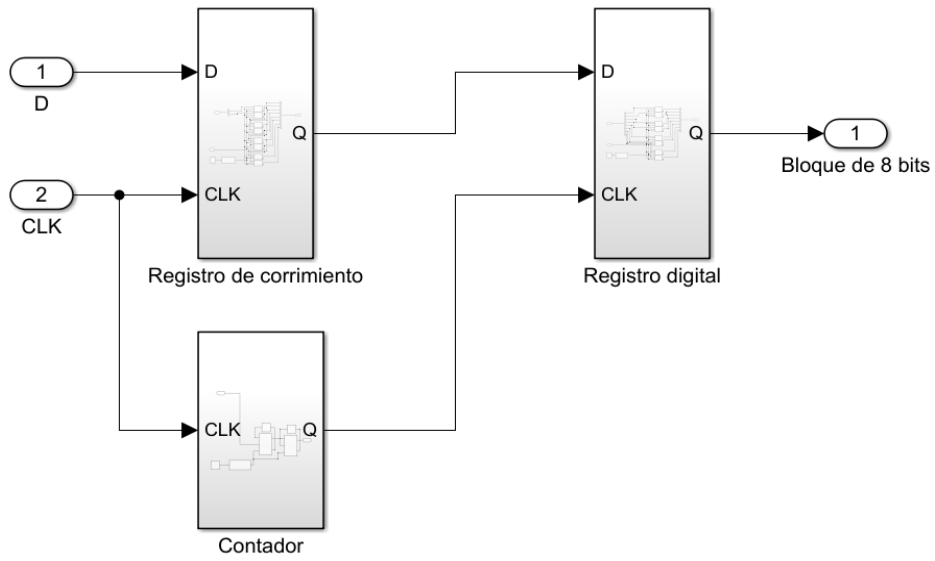 1
D
D
Q
CLK
Registro de corrimiento
D
Q
CLK
Registro digital
1
Bloque de 8 bits
2
CLK
CLK
Q
Contador